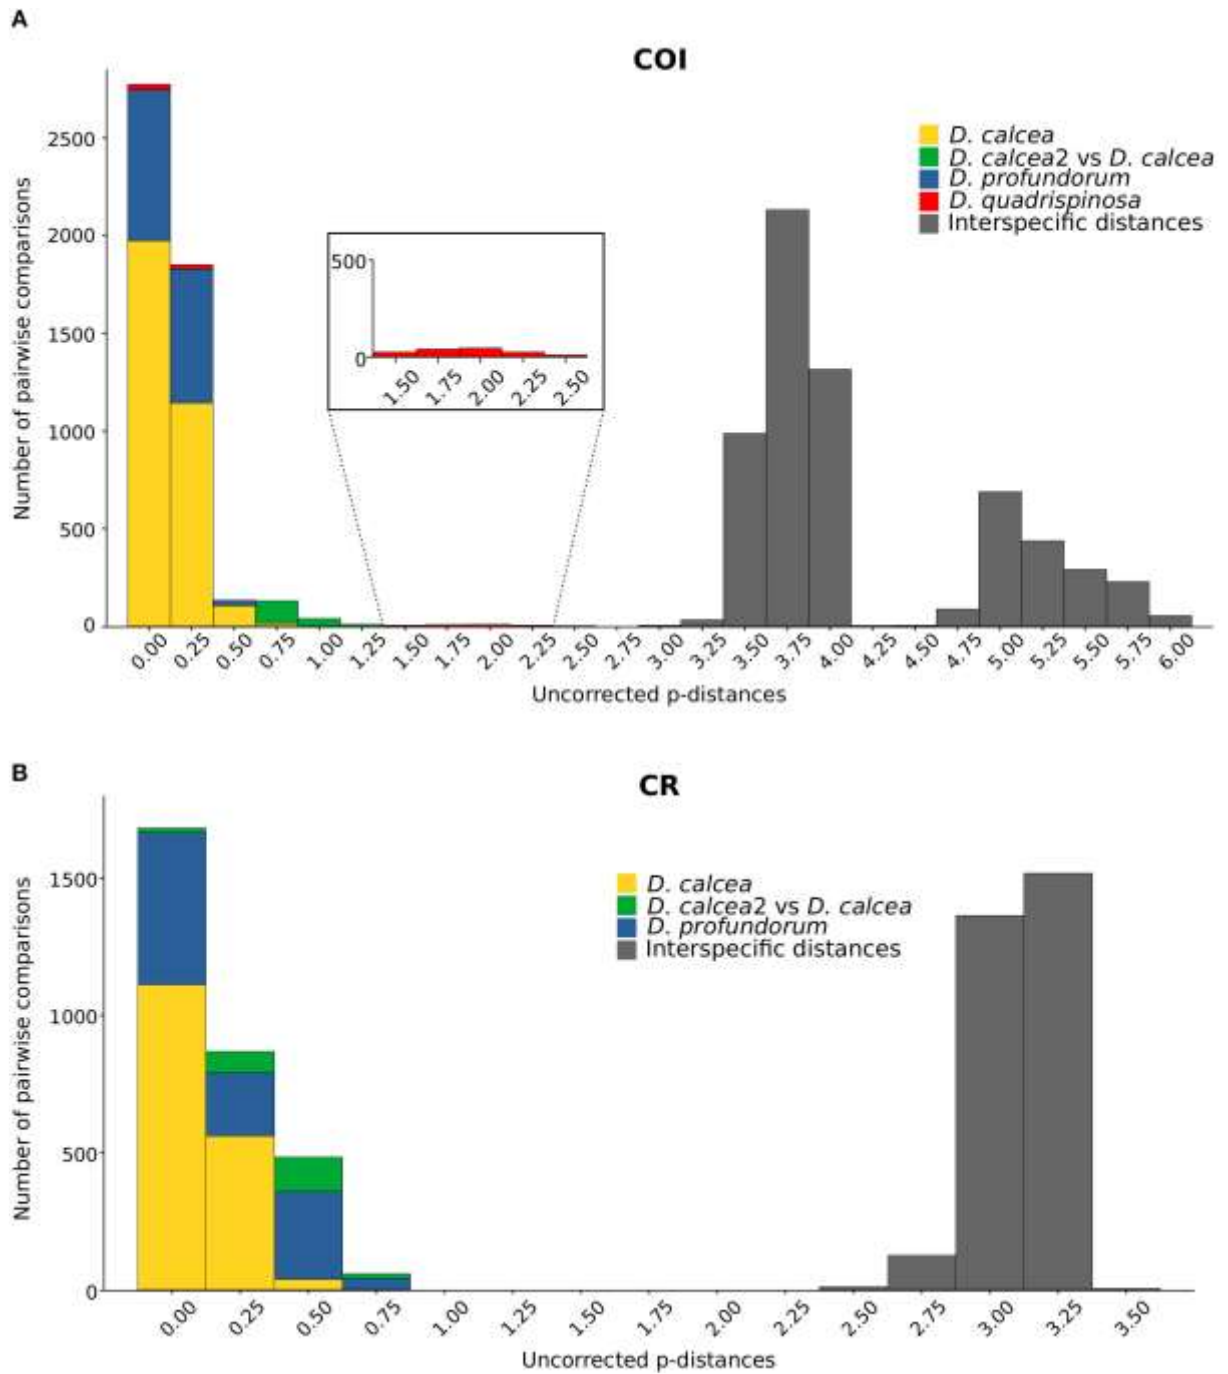 A
COI
Number of pairwise comparisons
2500
2000
1500
1000
500
0
D. calcea
D. calcea2 vs D. calcea
D. profundorum
D. quadrispinosa
Interspecific distances
500
0
1.50 1.75 2.00 2.25 2.50
0.00 0.25 0.50 0.75 1.00 1.25 1.50 1.75 2.00 2.25 2.50 2.75 3.00 3.25 3.50 3.75 4.00 4.25 4.50 4.75 5.00 5.25 5.50 5.75 6.00
Uncorrected p-distances
B
CR
Number of pairwise comparisons
1500
1000
500
0
D. calcea
D. calcea2 vs D. calcea
D. profundorum
Interspecific distances
0.00 0.25 0.50 0.75 1.00 1.25 1.50 1.75 2.00 2.25 2.50 2.75 3.00 3.25 3.50
Uncorrected p-distances